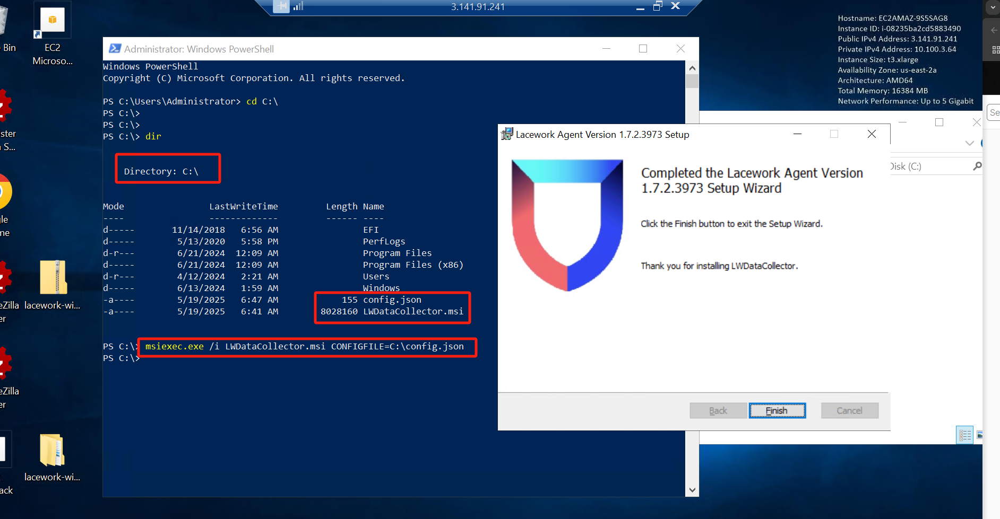 3.141.91.241
Hostname: EC2AMAZ-9S5SAG8
Instance ID: i-08235ba2cd5883490
Public IPv4 Address: 3.141.91.241
Private IPv4 Address: 10.100.3.64
Instance Size: t3.xlarge
Availability Zone: us-east-2a
Architecture: AMD64
Total Memory: 16384 MB
Network Performance: Up to 5 Gigabit
Bin
EC2
Microso...
ster
S...
gle
me
eZilla
er
lacework-wi...
eZilla
er
lacework-wi...
ack
Administrator: Windows PowerShell
Windows PowerShell
Copyright (C) Microsoft Corporation. All rights reserved.
PS C:\Users\Administrator> cd C:\
PS C:\>
PS C:\>
PS C:\> dir
Directory: C:\
Mode LastWriteTime Length Name
---- ------------- ------ ----
d----- 11/14/2018 6:56 AM EFI
d----- 5/13/2020 5:58 PM PerfLogs
d-r--- 6/21/2024 12:09 AM Program Files
d----- 6/21/2024 12:09 AM Program Files (x86)
d-r--- 4/12/2024 2:21 AM Users
d----- 6/13/2024 1:59 AM Windows
-a---- 5/19/2025 6:47 AM 155 config.json
-a---- 5/19/2025 6:41 AM 8028160 LWDataCollector.msi
PS C:\> msiexec.exe /i LWDataCollector.msi CONFIGFILE=C:\config.json
PS C:\>
Lacework Agent Version 1.7.2.3973 Setup
Completed the Lacework Agent Version
1.7.2.3973 Setup Wizard
Click the Finish button to exit the Setup Wizard.
Thank you for installing LWDataCollector.
Back Finish Cancel
Disk (C:)
Se